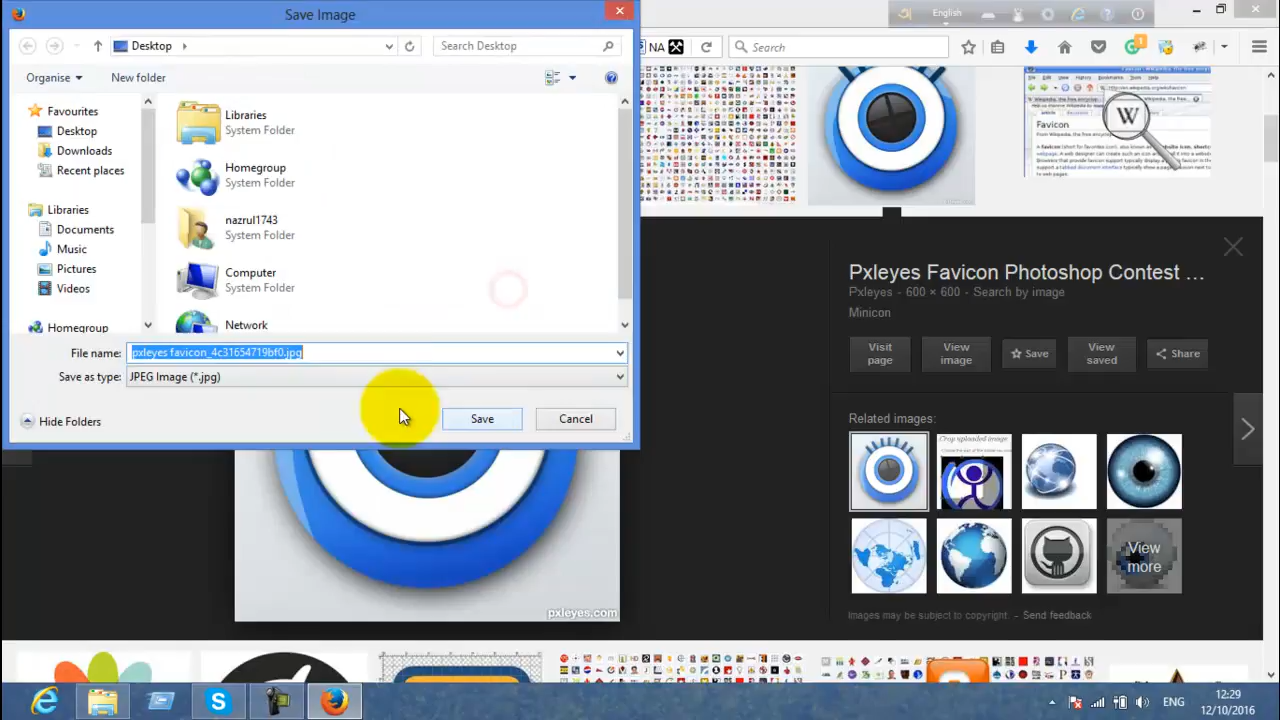 Save Image
English
Desktop
Search Desktop
NA
Search
1
Organise
New folder
Favourites
Desktop
Downloads
Recent places
Libraries
Documents
Music
Pictures
Videos
Homegroup
Libraries
System Folder
Homegroup
System Folder
nazrul1743
System Folder
Computer
System Folder
Network
File name: pxleyes favicon_4c31654719bf0.jpg
Save as type: JPEG Image (*.jpg)
Hide Folders
Save
Cancel
W
Favicon
Pxleyes Favicon Photoshop Contest ...
Pxleyes - 600 × 600 - Search by image
Minicon
Visit page
View image
Save
View saved
Share
Related images:
Crop uploaded image
View more
Images may be subject to copyright. - Send feedback
pxleyes.com
ENG
12:29
12/10/2016